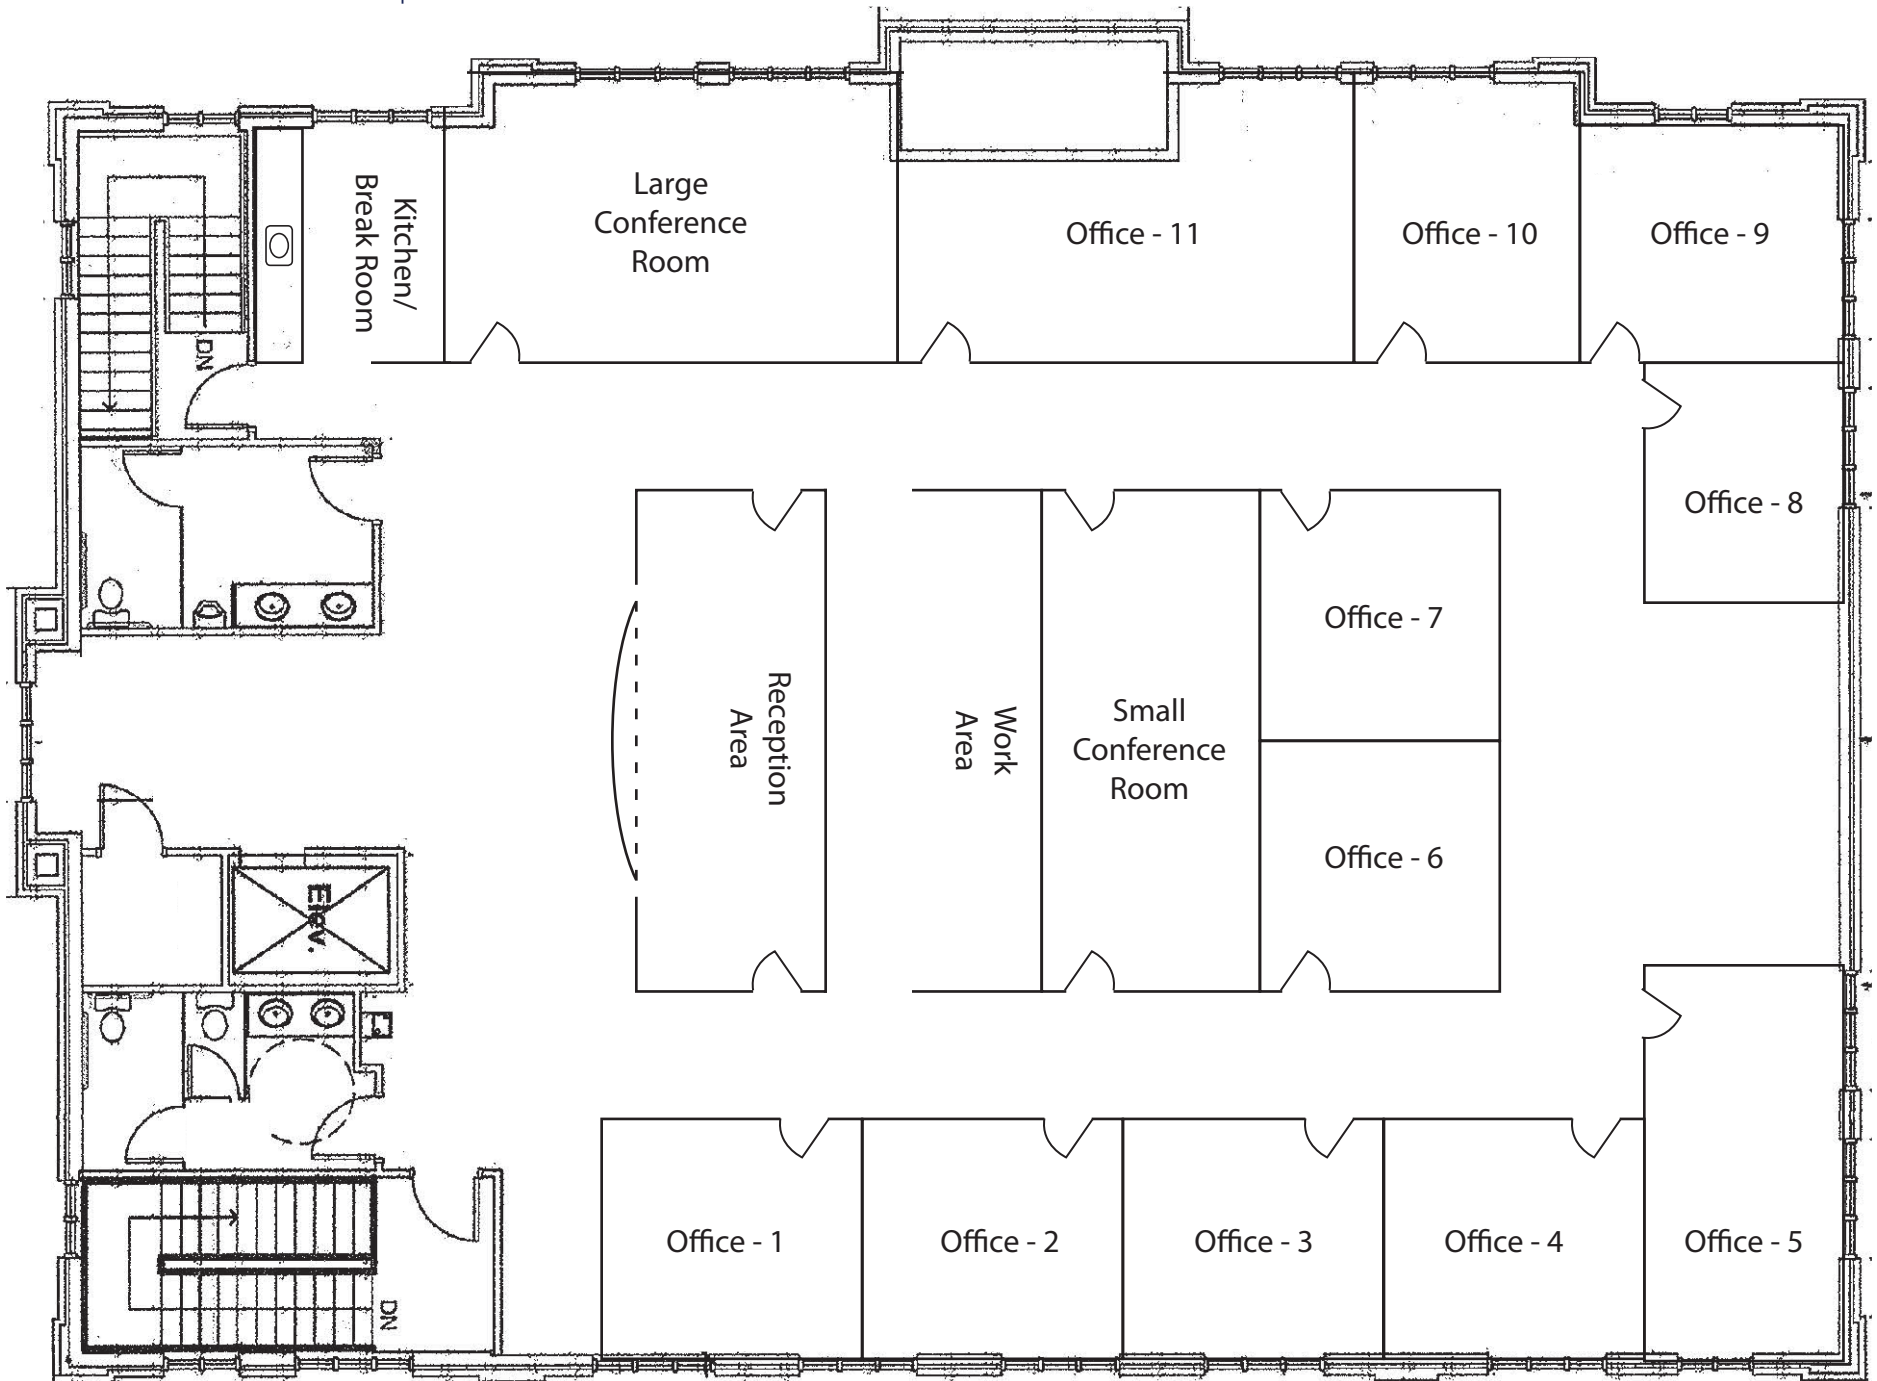 Kitchen/
Break Room
Large
Conference
Room
Office - 11
Office - 10
Office - 9
DN
Office - 8
Office - 7
Reception
Area
Work
Area
Small
Conference
Room
Office - 6
Elev.
Office - 1
Office - 2
Office - 3
Office - 4
Office - 5
DN